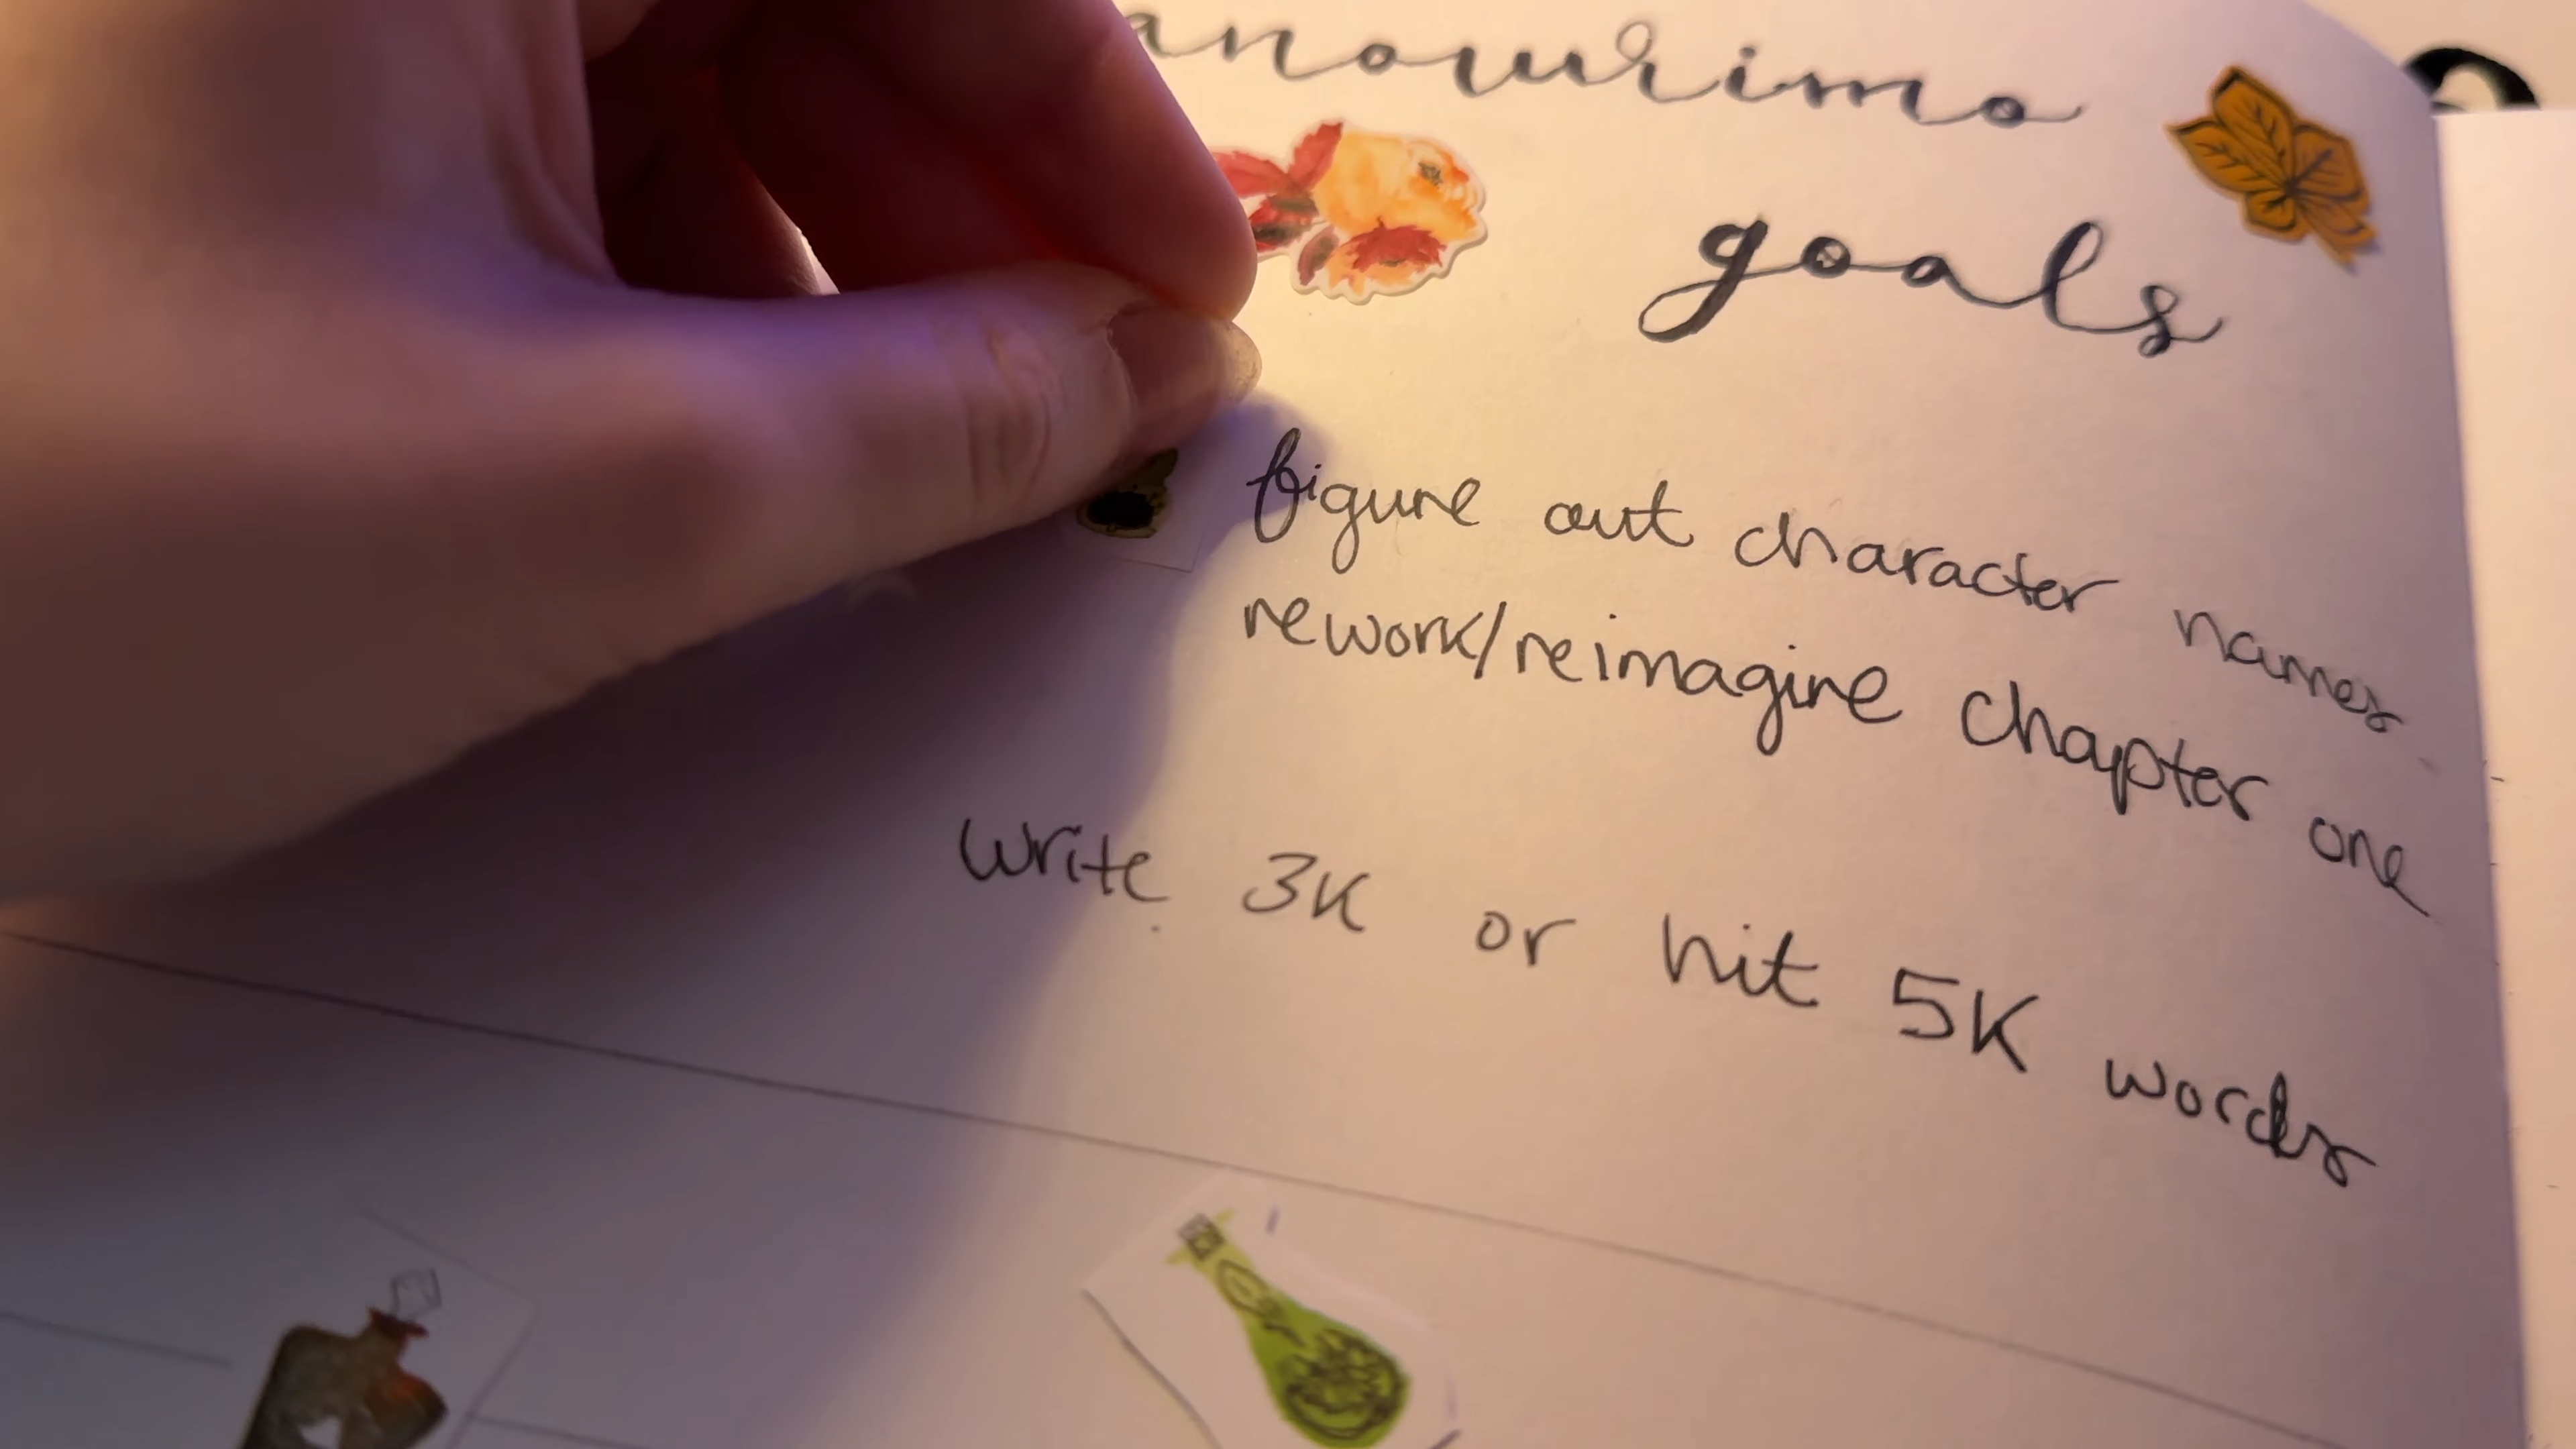 anowrimo
goals
figure out character names
rework/reimagine chapter one
write 3K or hit 5K words